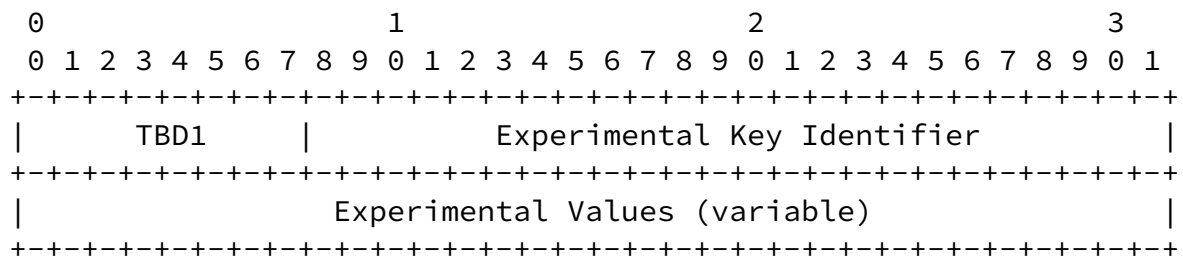 0                   1                   2                   3
 0 1 2 3 4 5 6 7 8 9 0 1 2 3 4 5 6 7 8 9 0 1 2 3 4 5 6 7 8 9 0 1
+-+-+-+-+-+-+-+-+-+-+-+-+-+-+-+-+-+-+-+-+-+-+-+-+-+-+-+-+-+-+-+-+
|      TBD1     |          Experimental Key Identifier          |
+-+-+-+-+-+-+-+-+-+-+-+-+-+-+-+-+-+-+-+-+-+-+-+-+-+-+-+-+-+-+-+-+
|                 Experimental Values (variable)                |
+-+-+-+-+-+-+-+-+-+-+-+-+-+-+-+-+-+-+-+-+-+-+-+-+-+-+-+-+-+-+-+-+